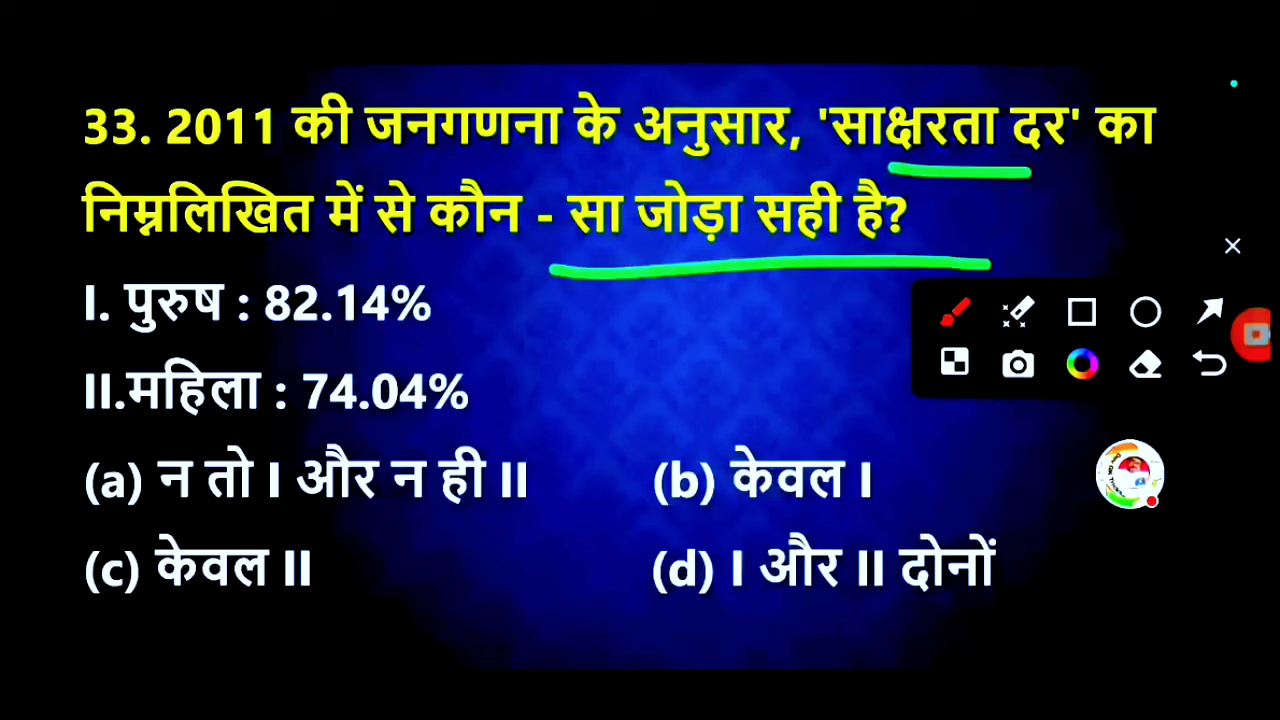 33. 2011 की जनगणना के अनुसार, 'साक्षरता दर' का
निम्नलिखित में से कौन - सा जोड़ा सही है?
I. पुरुष : 82.14%
II.महिला : 74.04%
(a) न तो I और न ही II (b) केवल I
(c) केवल II (d) I और II दोनों